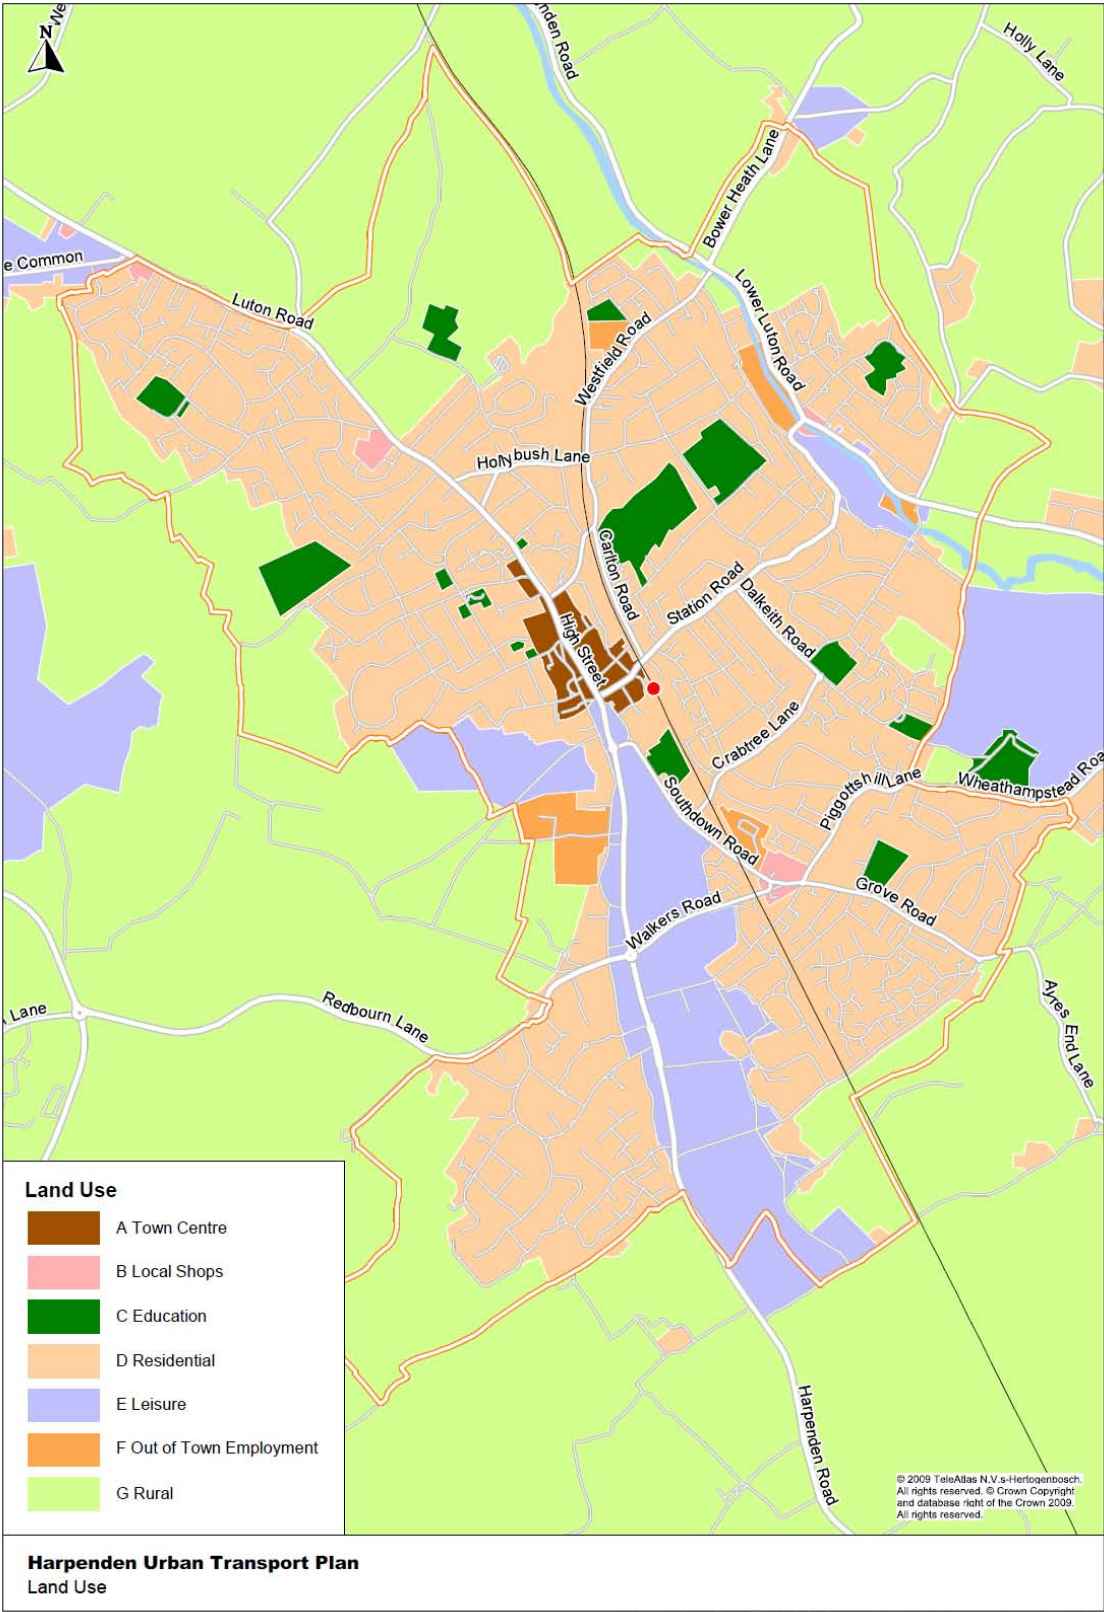 N
We
nden Road
Holly Lane
Bower Heath Lane
e Common
Luton Road
Lower Luton Road
Westfield Road
Hollybush Lane
Carlton Road
Station Road
Dalkeith Road
High Street
Crabtree Lane
Piggottshill Lane
Wheathampstead Roa
Southdown Road
Grove Road
Walkers Road
Redbourn Lane
Lane
Ayres End Lane
Harpenden Road
Land Use
A Town Centre
B Local Shops
C Education
D Residential
E Leisure
F Out of Town Employment
G Rural
© 2009 TeleAtlas N.V.s-Hertogenbosch.
All rights reserved. © Crown Copyright
and database right of the Crown 2009.
All rights reserved.
Harpenden Urban Transport Plan
Land Use